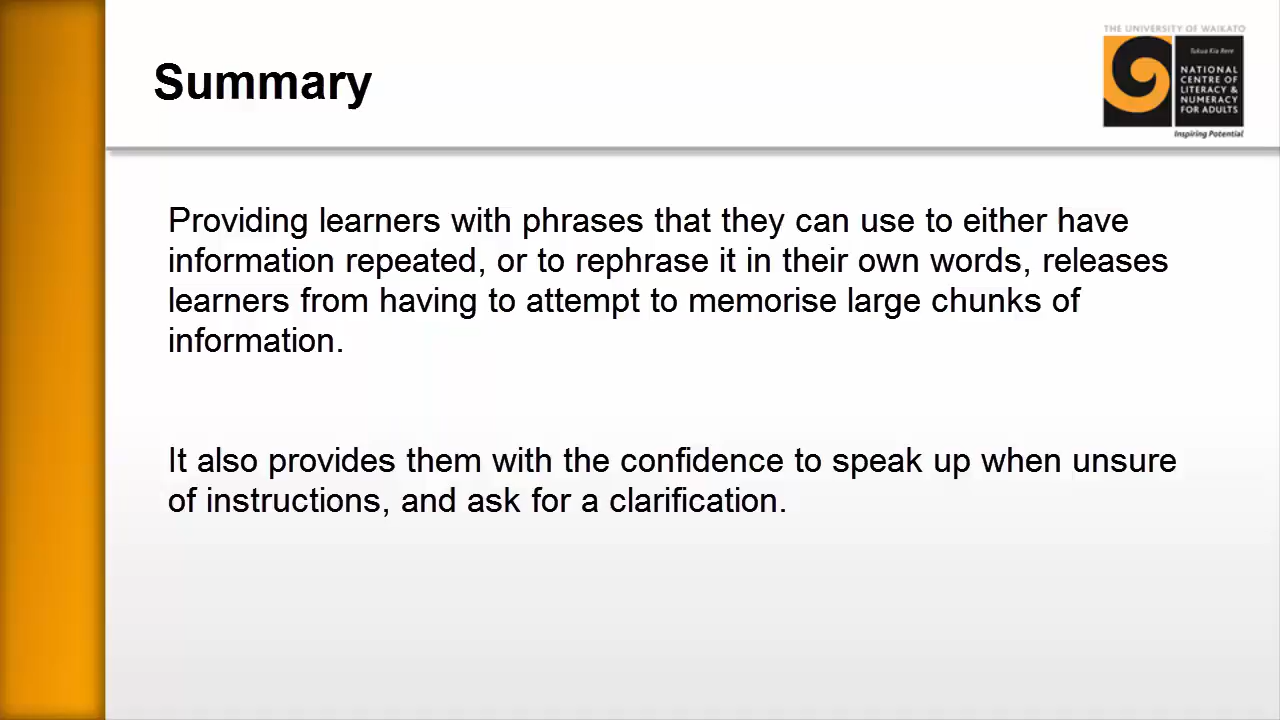 THE UNIVERSITY OF WAIKATO
Tukua Kia Rere
NATIONAL
CENTRE OF
LITERACY &
NUMERACY
FOR ADULTS
Inspiring Potential
Summary
Providing learners with phrases that they can use to either have
information repeated, or to rephrase it in their own words, releases
learners from having to attempt to memorise large chunks of
information.
It also provides them with the confidence to speak up when unsure
of instructions, and ask for a clarification.